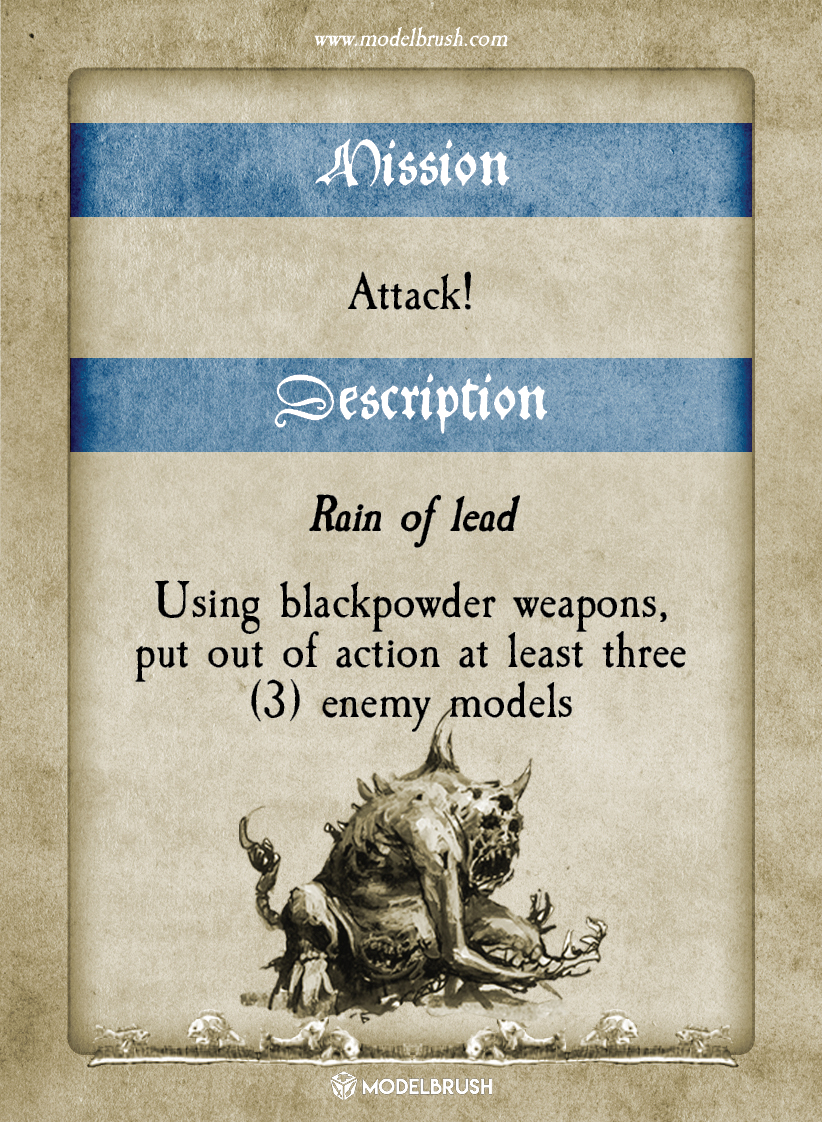 www.modelbrush.com
Mission
Attack!
Description
Rain of lead
Using blackpowder weapons,
put out of action at least three
(3) enemy models
MODELBRUSH